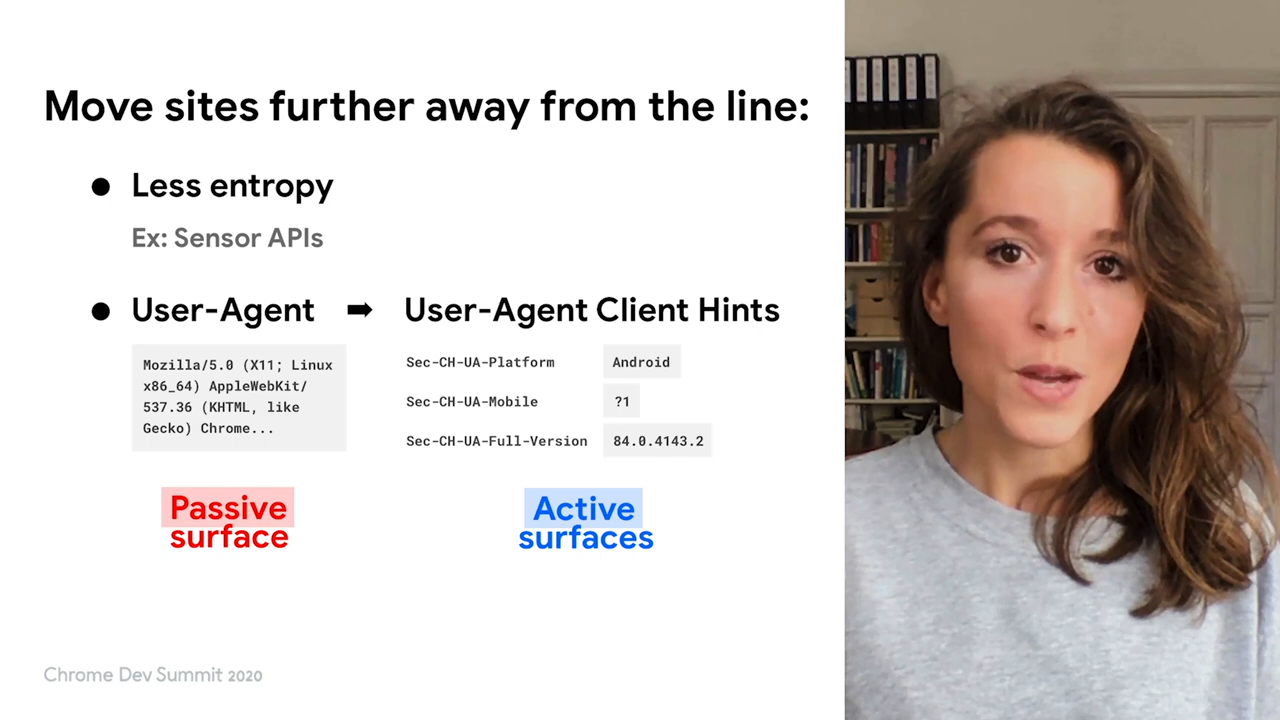 Move sites further away from the line:
● Less entropy
Ex: Sensor APIs
● User-Agent ➡ User-Agent Client Hints
Mozilla/5.0 (X11; Linux
x86_64) AppleWebKit/
537.36 (KHTML, like
Gecko) Chrome...
Sec-CH-UA-Platform Android
Sec-CH-UA-Mobile ?1
Sec-CH-UA-Full-Version 84.0.4143.2
Passive
surface
Active
surfaces
Chrome Dev Summit 2020